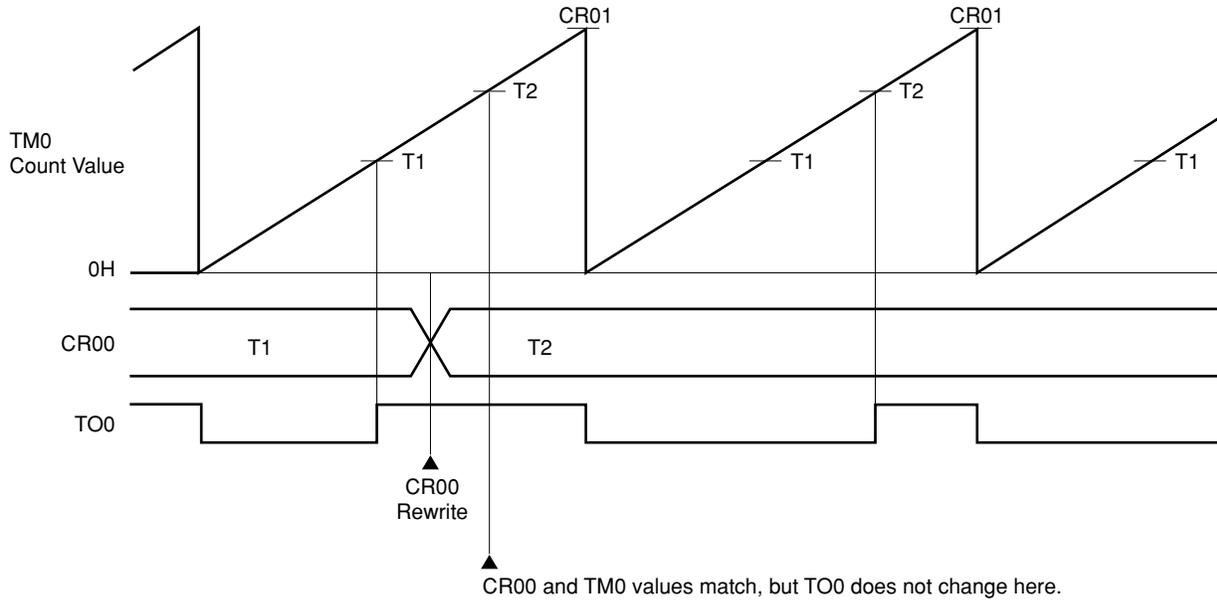 CR01
CR01
T2
T2
TM0
Count Value
T1
T1
T1
0H
CR00
T1
T2
TO0
CR00
Rewrite
CR00 and TM0 values match, but TO0 does not change here.